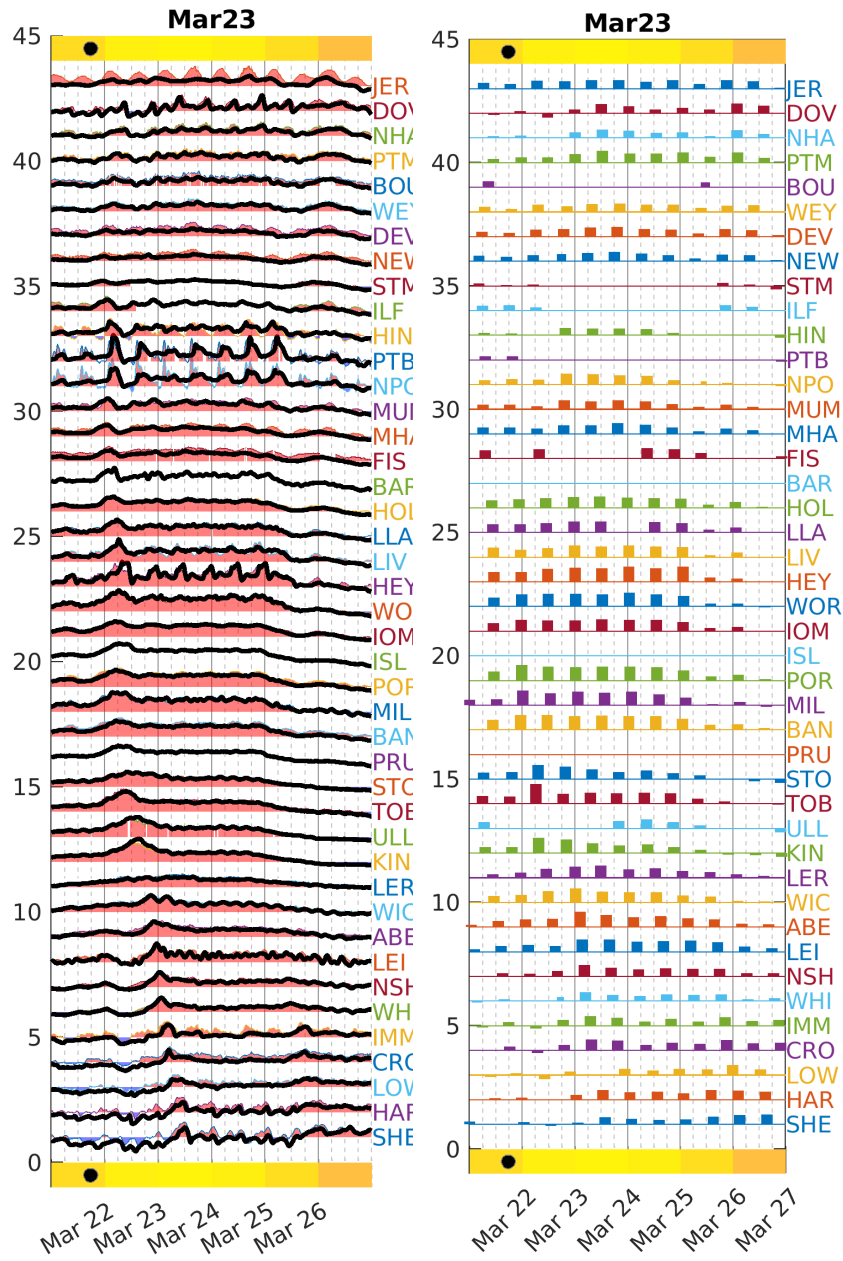 Mar23
45
JER
DOV
NHA
40 PTM
BOU
WEY
DEV
NEW
35 STM
ILF
HIN
PTB
NPO
30 MUM
MHA
FIS
BAR
HOL
25 LLA
LIV
HEY
WO
IOM
20 ISL
POR
MIL
BAN
PRU
15 STO
TOB
ULL
KIN
LER
10 WIC
ABE
LEI
NSH
WH
5 IMM
CRO
LOW
HAR
SHE
0
Mar 22 Mar 23 Mar 24 Mar 25 Mar 26
Mar23
45
JER
DOV
NHA
40 PTM
BOU
WEY
DEV
NEW
35 STM
ILF
HIN
PTB
NPO
30 MUM
MHA
FIS
BAR
HOL
25 LLA
LIV
HEY
WOR
IOM
20 ISL
POR
MIL
BAN
PRU
15 STO
TOB
ULL
KIN
LER
10 WIC
ABE
LEI
NSH
WHI
5 IMM
CRO
LOW
HAR
SHE
0
Mar 22 Mar 23 Mar 24 Mar 25 Mar 26 Mar 27